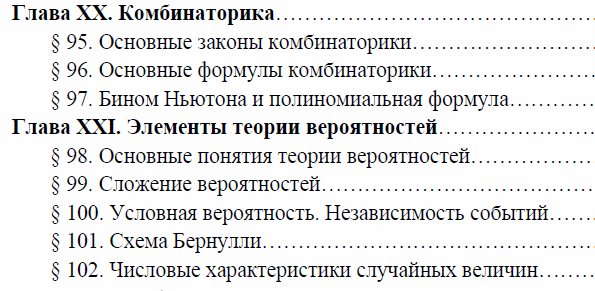 Глава XX. Комбинаторика
§ 95. Основные законы комбинаторики
§ 96. Основные формулы комбинаторики
§ 97. Бином Ньютона и полиномиальная формула
Глава XXI. Элементы теории вероятностей
§ 98. Основные понятия теории вероятностей
§ 99. Сложение вероятностей
§ 100. Условная вероятность. Независимость событий
§ 101. Схема Бернулли
§ 102. Числовые характеристики случайных величин